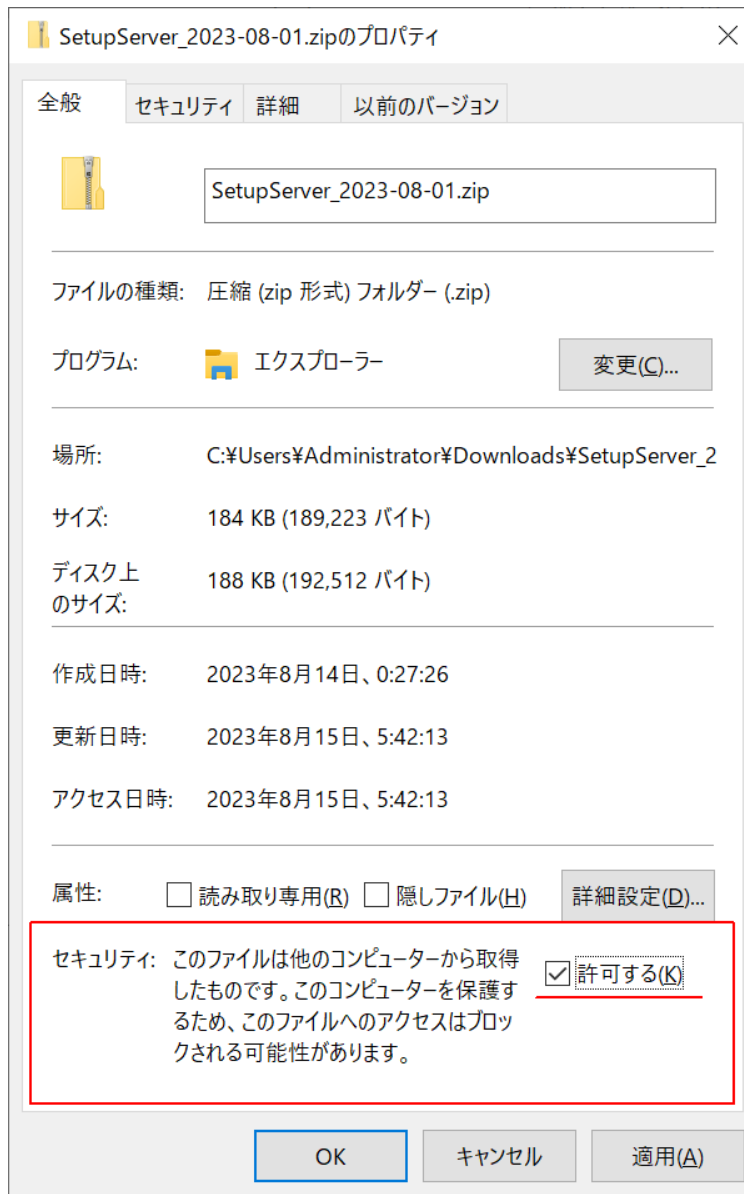 SetupServer_2023-08-01.zipのプロパティ
全般 セキュリティ 詳細 以前のバージョン
SetupServer_2023-08-01.zip
ファイルの種類: 圧縮 (zip 形式) フォルダー (.zip)
プログラム: エクスプローラー 変更(C)...
場所: C:¥Users¥Administrator¥Downloads¥SetupServer_2
サイズ: 184 KB (189,223 バイト)
ディスク上
のサイズ: 188 KB (192,512 バイト)
作成日時: 2023年8月14日、0:27:26
更新日時: 2023年8月15日、5:42:13
アクセス日時: 2023年8月15日、5:42:13
属性: 読み取り専用(R) 隠しファイル(H) 詳細設定(D)...
セキュリティ: このファイルは他のコンピューターから取得
したものです。このコンピューターを保護す
るため、このファイルへのアクセスはブロッ
クされる可能性があります。
許可する(K)
OK キャンセル 適用(A)